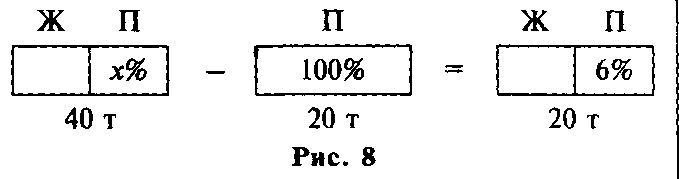 Ж П П Ж П
x% – 100% = 6%
40 т 20 т 20 т
Рис. 8